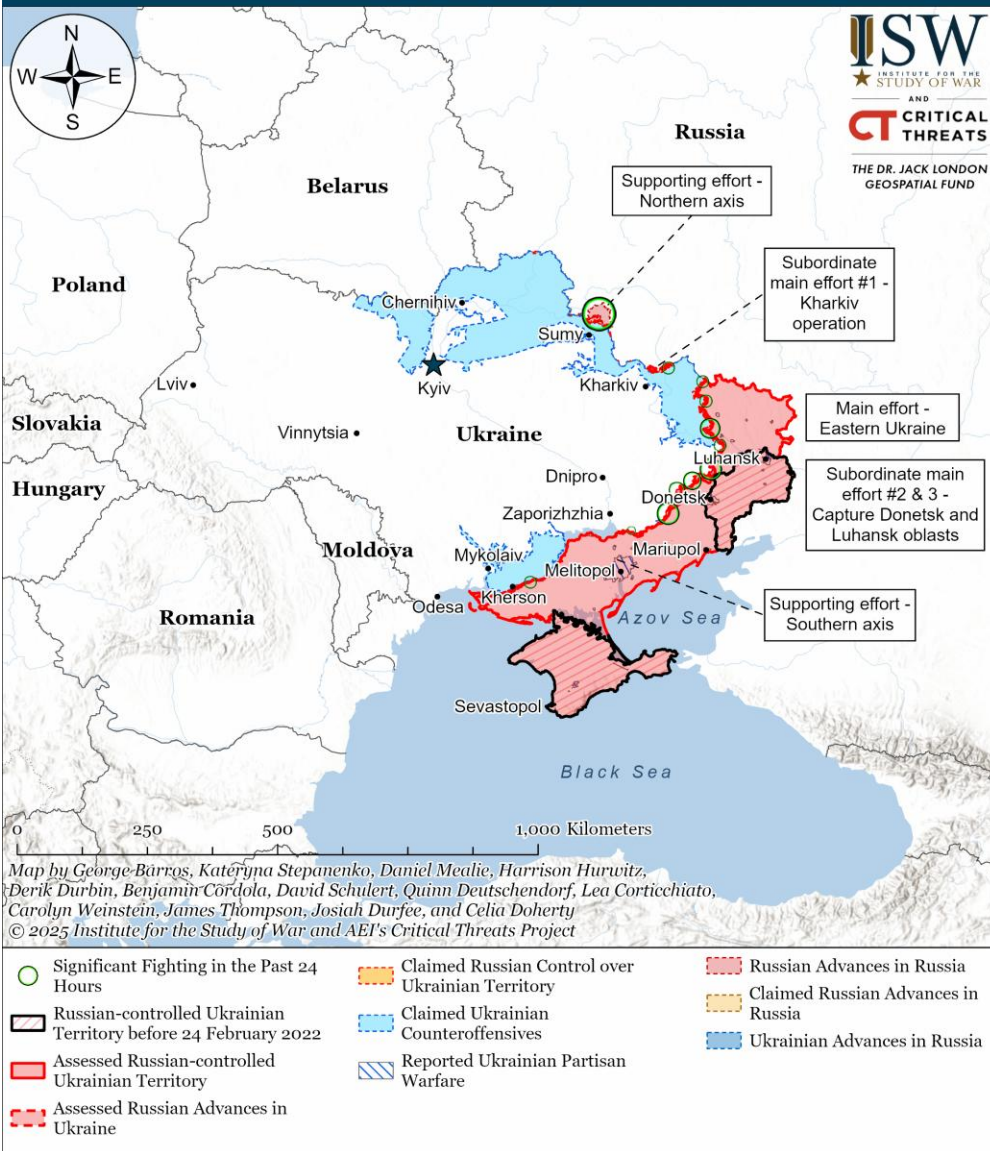 N
W
E
S
ISW
INSTITUTE FOR THE
STUDY OF WAR
AND
CT CRITICAL
THREATS
THE DR. JACK LONDON
GEOSPATIAL FUND
Russia
Belarus
Supporting effort -
Northern axis
Subordinate
main effort #1 -
Kharkiv
operation
Poland
Chernihiv
Sumy
Kyiv
Kharkiv
Lviv
Slovakia
Vinnytsia
Ukraine
Main effort -
Eastern Ukraine
Luhansk
Hungary
Dnipro
Donetsk
Subordinate main
effort #2 & 3 -
Capture Donetsk and
Luhansk oblasts
Zaporizhzhia
Moldova
Mykolaiv
Mariupol
Melitopol
Kherson
Odesa
Romania
Azov Sea
Supporting effort -
Southern axis
Sevastopol
Black Sea
0 250 500 1,000 Kilometers
Map by George Barros, Kateryna Stepanenko, Daniel Mealie, Harrison Hurwitz,
Derik Durbin, Benjamin Cordola, David Schulert, Quinn Deutschendorf, Lea Corticchiato,
Carolyn Weinstein, James Thompson, Josiah Durfee, and Celia Doherty
© 2025 Institute for the Study of War and AEI's Critical Threats Project
Significant Fighting in the Past 24
Hours
Russian-controlled Ukrainian
Territory before 24 February 2022
Assessed Russian-controlled
Ukrainian Territory
Assessed Russian Advances in
Ukraine
Claimed Russian Control over
Ukrainian Territory
Claimed Ukrainian
Counteroffensives
Reported Ukrainian Partisan
Warfare
Russian Advances in Russia
Claimed Russian Advances in
Russia
Ukrainian Advances in Russia